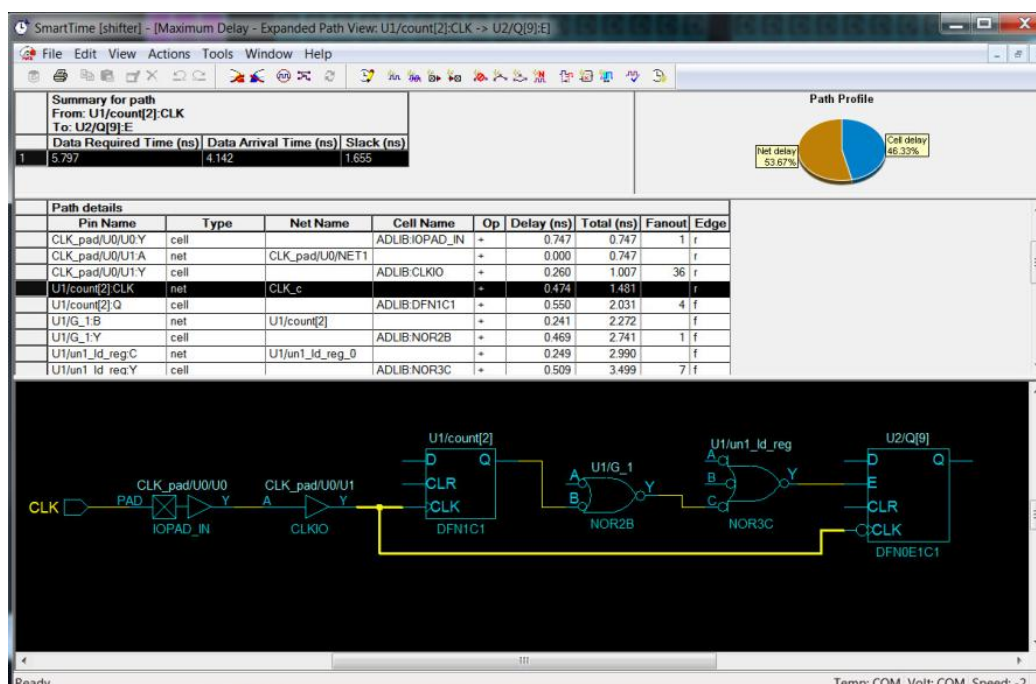 SmartTime [shifter] - [Maximum Delay - Expanded Path View: U1/count[2]:CLK -> U2/Q[9]:E]
File Edit View Actions Tools Window Help
Summary for path
From: U1/count[2]:CLK
To: U2/Q[9]:E
Data Required Time (ns) Data Arrival Time (ns) Slack (ns)
1 5.797 4.142 1.655
Path Profile
Cell delay
46.33%
Net delay
53.67%
Path details
Pin Name Type Net Name Cell Name Op Delay (ns) Total (ns) Fanout Edge
CLK_pad/U0/U0:Y cell ADLIB:IOPAD_IN + 0.747 0.747 1 r
CLK_pad/U0/U1:A net CLK_pad/U0/NET1 + 0.000 0.747 r
CLK_pad/U0/U1:Y cell ADLIB:CLKIO + 0.260 1.007 36 r
U1/count[2]:CLK net CLK_c + 0.474 1.481 r
U1/count[2]:Q cell ADLIB:DFN1C1 + 0.550 2.031 4 f
U1/G_1:B net U1/count[2] + 0.241 2.272 f
U1/G_1:Y cell ADLIB:NOR2B + 0.469 2.741 1 f
U1/un1_ld_reg:C net U1/un1_ld_reg_0 + 0.249 2.990 f
U1/un1_ld_reg:Y cell ADLIB:NOR3C + 0.509 3.499 7 f
CLK
CLK_pad/U0/U0
PAD Y
IOPAD_IN
CLK_pad/U0/U1
A Y
CLKIO
U1/count[2]
D Q
CLR
CLK
DFN1C1
U1/G_1
A
B Y
NOR2B
U1/un1_ld_reg
A
B Y
C
NOR3C
U2/Q[9]
D Q
E
CLR
CLK
DFN0E1C1
Ready
Temp: COM Volt: COM Speed: -2